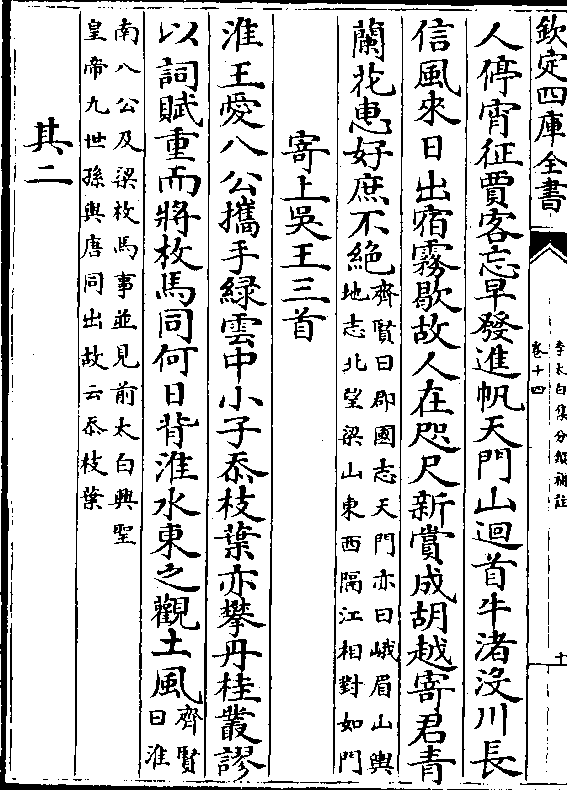 欽定四庫全書
李太白集分類補註
卷十四
十
人停宵征賈客忘早發進帆天門山迴首牛渚沒川長
信風來日出宿霧歇故人在咫尺新賞成胡越寄君青
蘭花惠好庶不絶
齊賢曰郡國志天門亦曰峨眉山與
地志北望梁山東西隔江相對如門
寄上吳王三首
淮王愛八公攜手緑雲中小子忝枝葉亦攀丹桂叢謬
以詞賦重而將枚馬同何日背淮水東之觀土風
齊賢
曰淮
南八公及梁枚馬事並見前太白興聖
皇帝九世孫與唐同出故云忝枝葉
其二